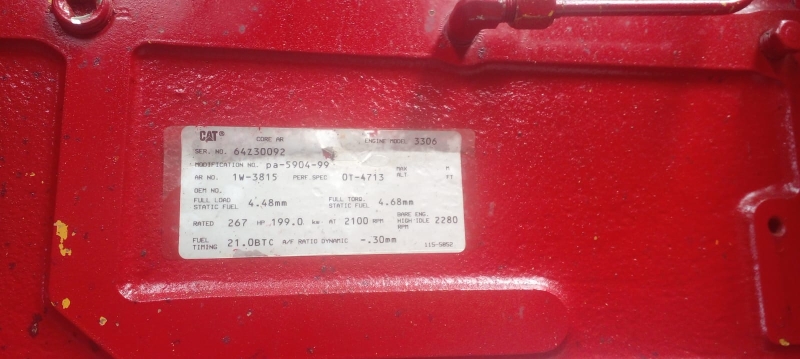 CAT® CORE AR ENGINE MODEL 3306
SER. NO. 64Z30092
MODIFICATION NO. pa-5904-99
AR NO. 1W-3815 PERF SPEC 0T-4713 MAX ALT M FT
OEM NO.
FULL LOAD STATIC FUEL 4.48mm FULL TORQ. STATIC FUEL 4.68mm
RATED 267 HP 199.0 kw AT 2100 RPM BARE ENG. HIGH IDLE RPM 2280
FUEL TIMING 21.0BTC A/F RATIO DYNAMIC -.30mm 115-5852